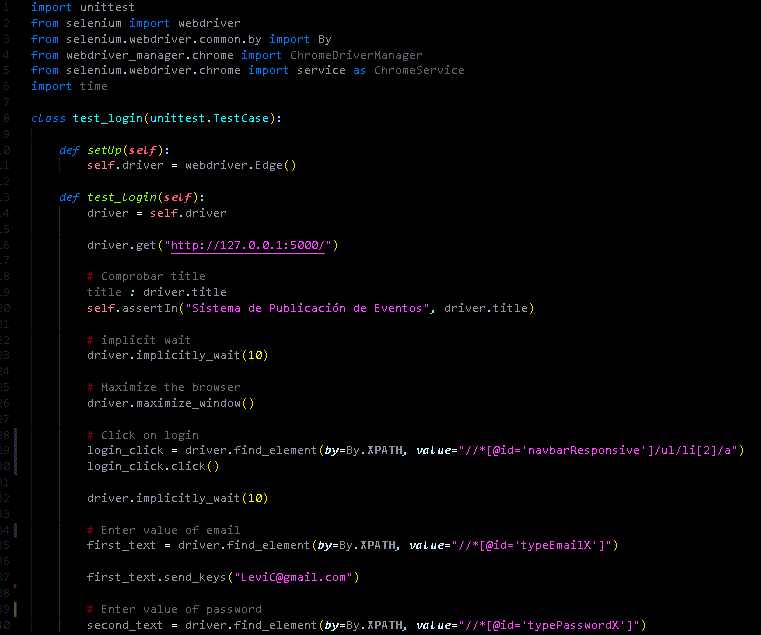 1 import unittest
2 from selenium import webdriver
3 from selenium.webdriver.common.by import By
4 from webdriver_manager.chrome import ChromeDriverManager
5 from selenium.webdriver.chrome import service as ChromeService
6 import time
7
8 class test_login(unittest.TestCase):
9
10 def setUp(self):
11 self.driver = webdriver.Edge()
12
13 def test_login(self):
14 driver = self.driver
15
16 driver.get("http://127.0.0.1:5000/")
17
18 # Comprobar title
19 title : driver.title
20 self.assertIn("Sistema de Publicación de Eventos", driver.title)
21
22 # implicit wait
23 driver.implicitly_wait(10)
24
25 # Maximize the browser
26 driver.maximize_window()
27
28 # Click on login
29 login_click = driver.find_element(by=By.XPATH, value="//*[@id='navbarResponsive']/ul/li[2]/a")
30 login_click.click()
31
32 driver.implicitly_wait(10)
33
34 # Enter value of email
35 first_text = driver.find_element(by=By.XPATH, value="//*[@id='typeEmailX']")
36
37 first_text.send_keys("LeviC@gmail.com")
38
39 # Enter value of password
40 second_text = driver.find_element(by=By.XPATH, value="//*[@id='typePasswordX']")